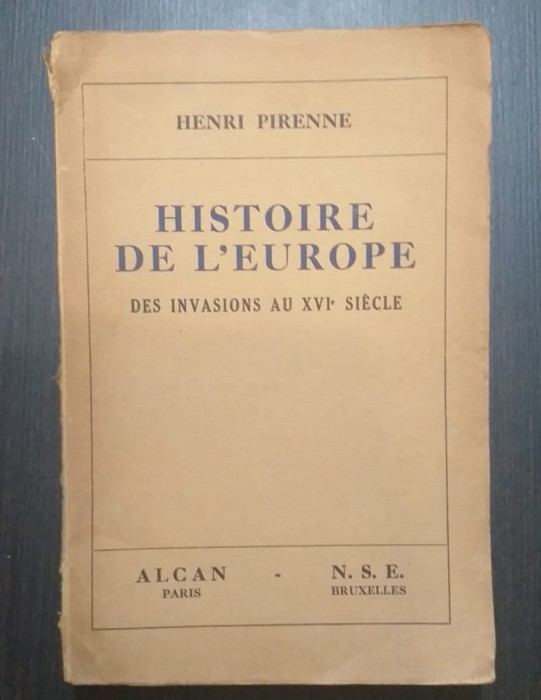 HENRI PIRENNE
HISTOIRE
DE L'EUROPE
DES INVASIONS AU XVIe SIÈCLE
ALCAN - N. S. E.
PARIS BRUXELLES